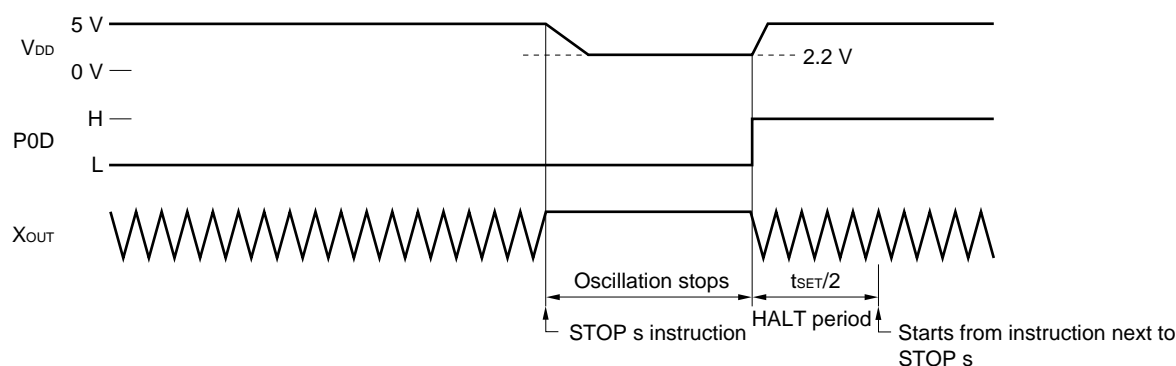 5 V
VDD
2.2 V
0 V
H
P0D
L
XOUT
Oscillation stops
tSET/2
STOP s instruction
HALT period
Starts from instruction next to
STOP s